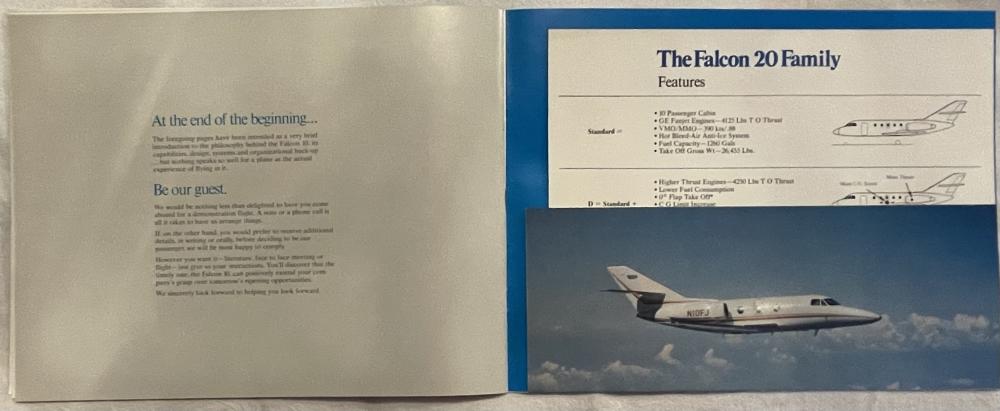 At the end of the beginning...
The foregoing pages have been intended as a very brief
introduction to the philosophy behind the Falcon 10, its
capabilities, design, systems and organizational back-up
...but nothing speaks so well for a plane as the actual
experience of flying in it.
Be our guest.
We would be nothing less than delighted to have you come
aboard for a demonstration flight. A note or a phone call is
all it takes to have us arrange things.
If, on the other hand, you would prefer to receive additional
details, in writing or orally, before deciding to be our
passenger, we will be most happy to comply.
However you want it—literature, face to face meeting or
flight—just give us your instructions. You'll discover that the
timely one, the Falcon 10, can positively extend your com
pany's grasp over tomorrow's opening opportunities.
We sincerely look forward to helping you look forward.
The Falcon 20 Family
Features
Standard =
• 10 Passenger Cabin
• GE Fanjet Engines—4125 Lbs T O Thrust
• VMO/MMO—390 kts/.88
• Hot Bleed-Air Anti-Ice System
• Fuel Capacity—1260 Gals
• Take Off Gross Wt—26,455 Lbs.
D = Standard +
• Higher Thrust Engines—4250 Lbs T O Thrust
• Lower Fuel Consumption
• 0° Flap Take Off*
• C G Limit Increase
More Thrust
N10FJ